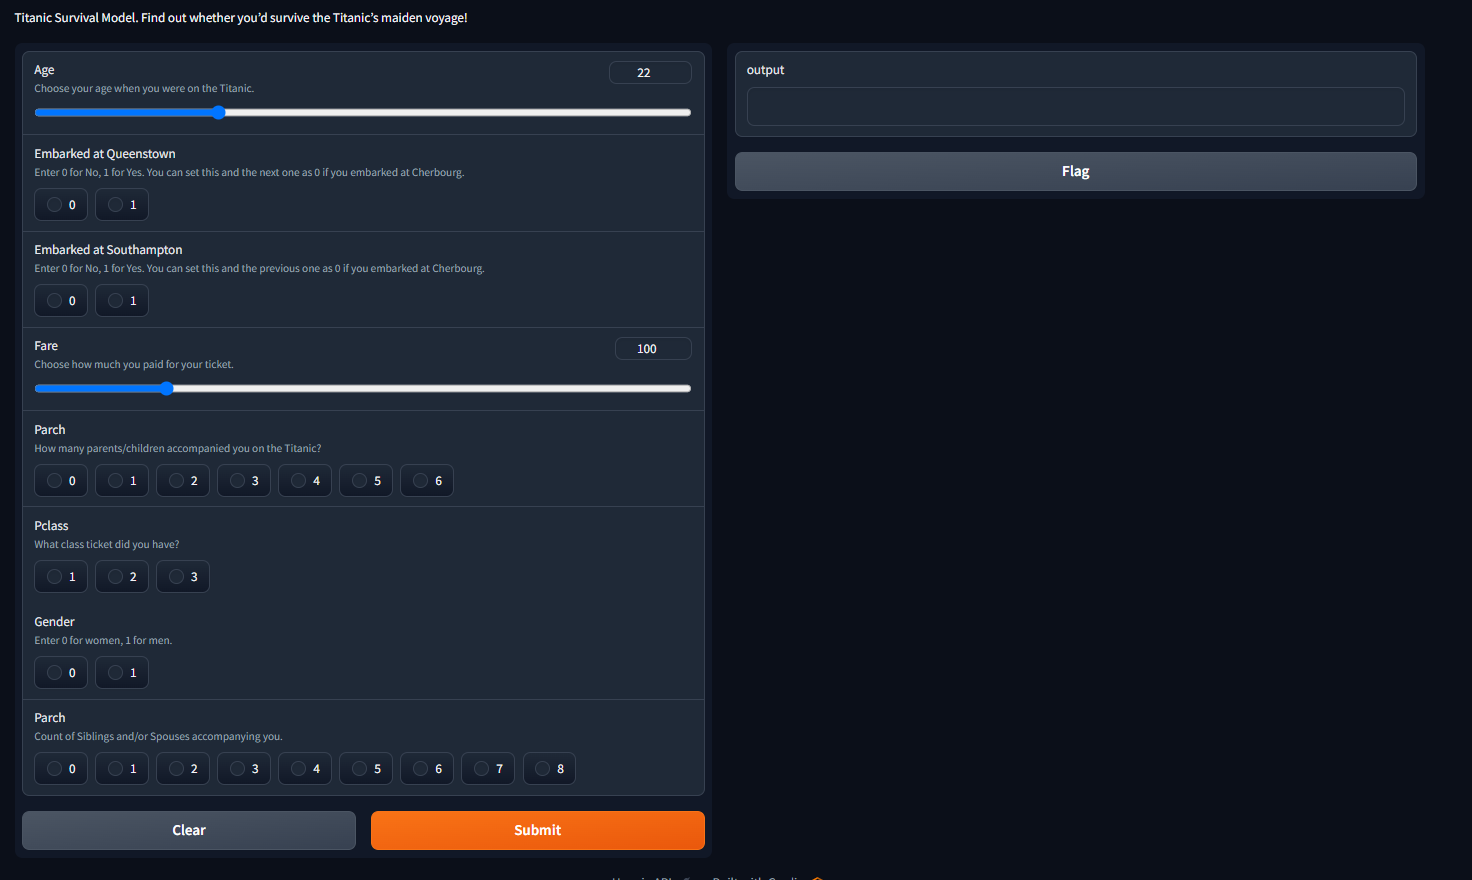 Titanic Survival Model. Find out whether you'd survive the Titanic's maiden voyage!
Age
22
Choose your age when you were on the Titanic.
Embarked at Queenstown
Enter 0 for No, 1 for Yes. You can set this and the next one as 0 if you embarked at Cherbourg.
0 1
Embarked at Southampton
Enter 0 for No, 1 for Yes. You can set this and the previous one as 0 if you embarked at Cherbourg.
0 1
Fare
100
Choose how much you paid for your ticket.
Parch
How many parents/children accompanied you on the Titanic?
0 1 2 3 4 5 6
Pclass
What class ticket did you have?
1 2 3
Gender
Enter 0 for women, 1 for men.
0 1
Parch
Count of Siblings and/or Spouses accompanying you.
0 1 2 3 4 5 6 7 8
Clear
Submit
output
Flag